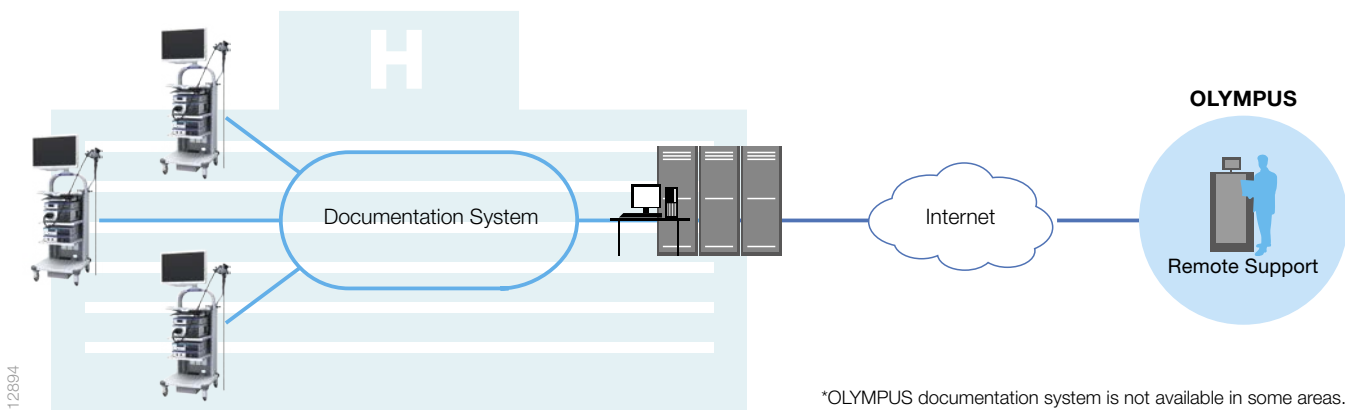 H
OLYMPUS
Documentation System
Internet
Remote Support
12894
*OLYMPUS documentation system is not available in some areas.